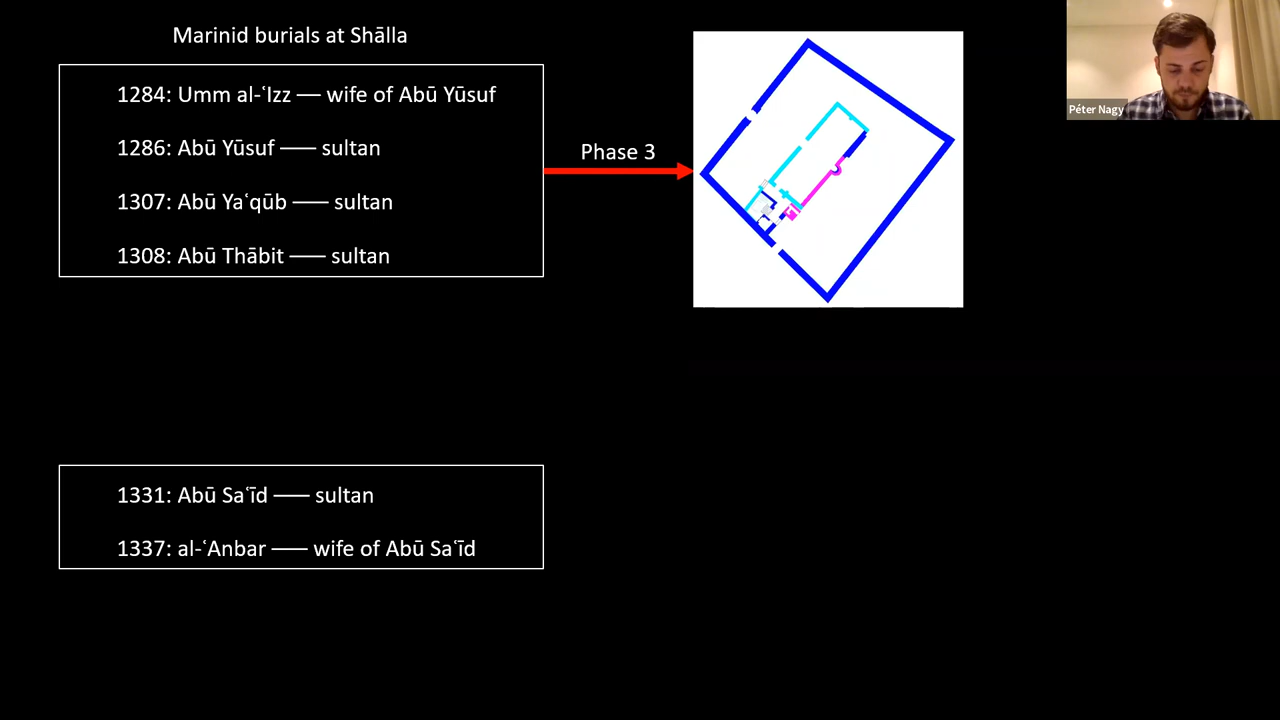 Marinid burials at Shālla
1284: Umm al-ʿIzz — wife of Abū Yūsuf
1286: Abū Yūsuf —– sultan
1307: Abū Yaʿqūb —– sultan
1308: Abū Thābit —– sultan
Phase 3
Péter Nagy
1331: Abū Saʿīd —– sultan
1337: al-ʿAnbar —– wife of Abū Saʿīd